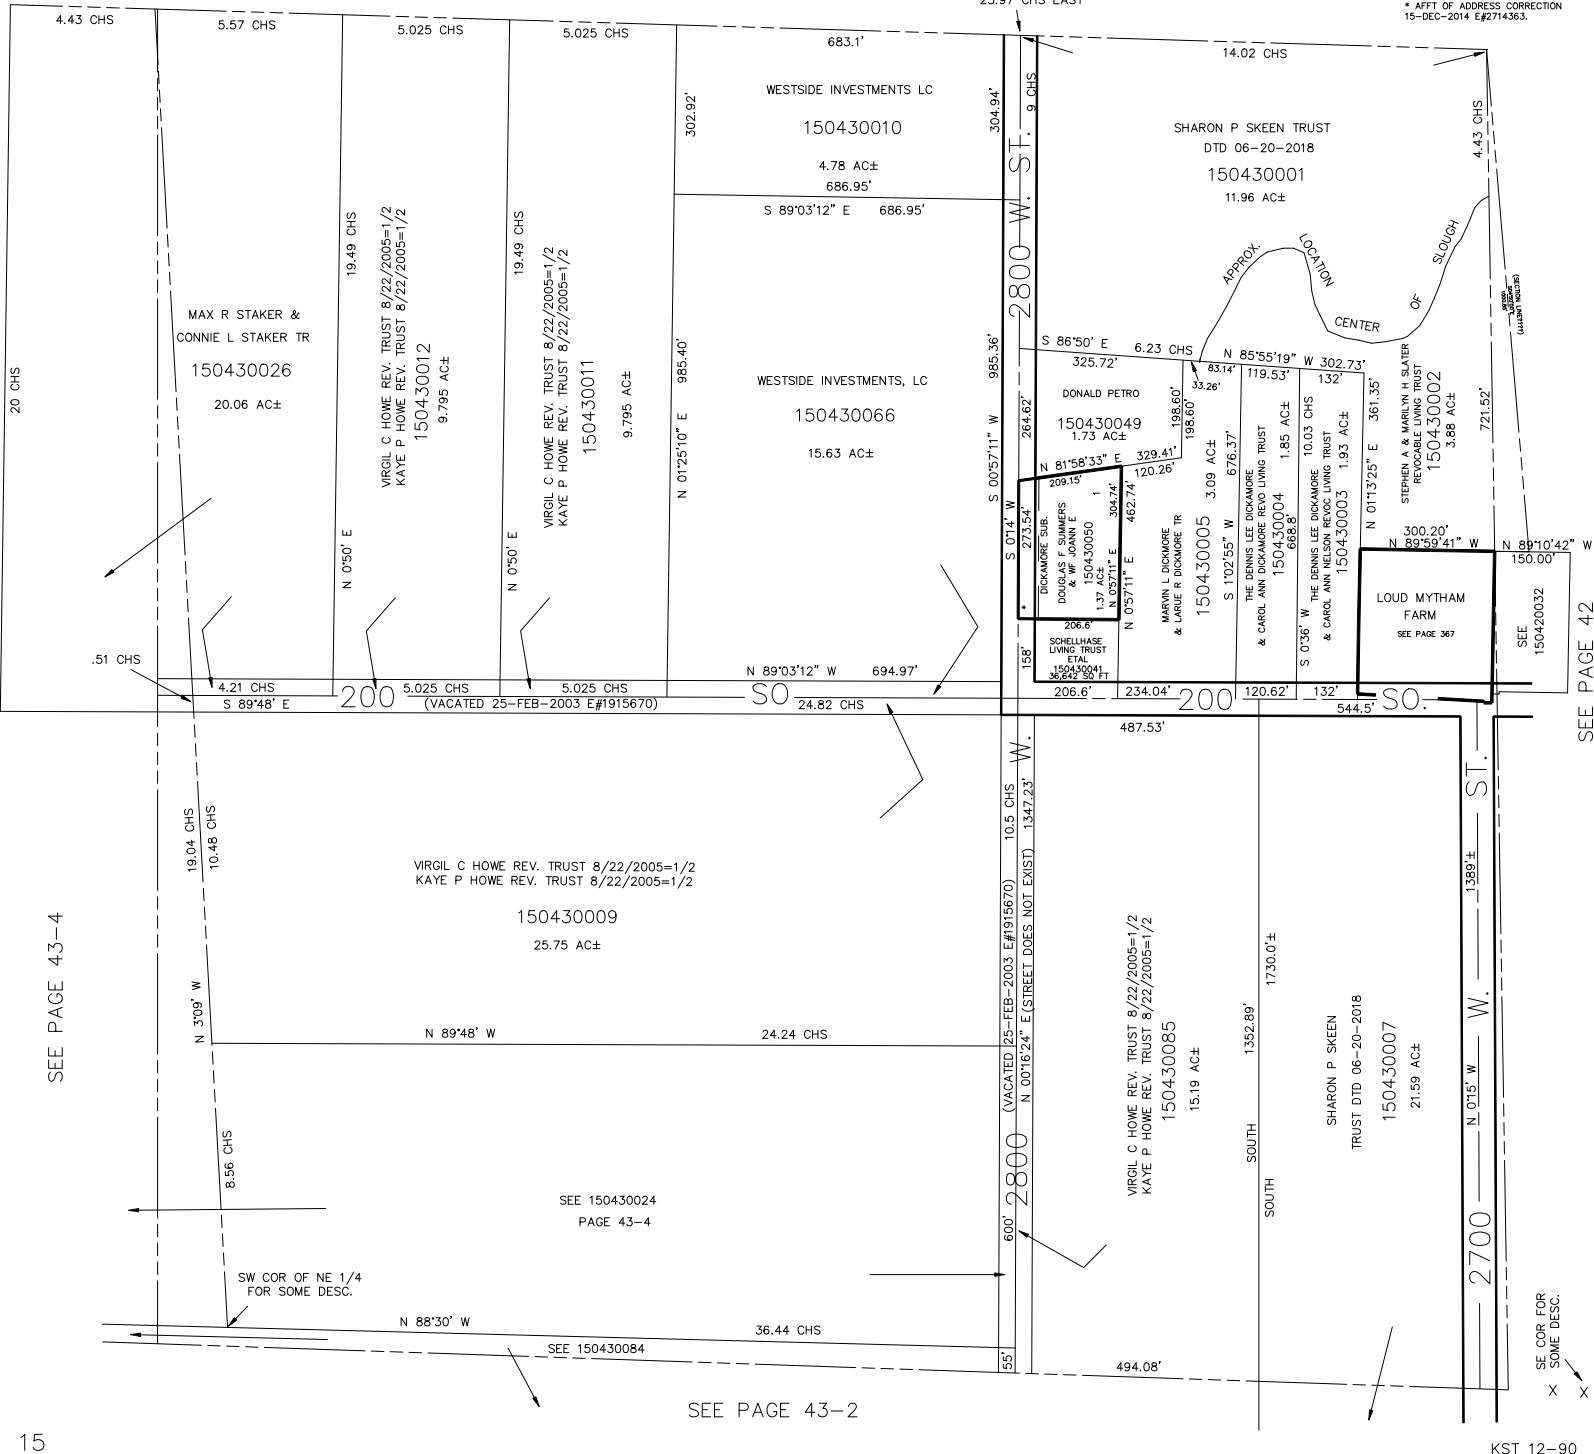 25.97 CHS EAST
* AFFT OF ADDRESS CORRECTION
15-DEC-2014 E#2714363.
4.43 CHS
5.57 CHS
5.025 CHS
5.025 CHS
683.1'
14.02 CHS
302.92'
304.94'
9 CHS
4.43 CHS
WESTSIDE INVESTMENTS LC
150430010
4.78 AC±
686.95'
S 89°03'12" E 686.95'
SHARON P SKEEN TRUST
DTD 06-20-2018
150430001
11.96 AC±
2800 W. ST.
APPROX.
LOCATION
CENTER
OF
SLOUGH
20 CHS
MAX R STAKER &
CONNIE L STAKER TR
150430026
20.06 AC±
19.49 CHS
N 0°50' E
VIRGIL C HOWE REV. TRUST 8/22/2005=1/2
KAYE P HOWE REV. TRUST 8/22/2005=1/2
150430012
9.795 AC±
19.49 CHS
N 0°50' E
VIRGIL C HOWE REV. TRUST 8/22/2005=1/2
KAYE P HOWE REV. TRUST 8/22/2005=1/2
150430011
9.795 AC±
N 01°25'10" E 985.40'
WESTSIDE INVESTMENTS, LC
150430066
15.63 AC±
S 00°57'11" W 985.36'
S 86°50' E 6.23 CHS
325.72'
N 85°55'19" W 302.73'
83.14'
33.26'
119.53'
132'
DONALD PETRO
150430049
1.73 AC±
264.62'
198.60'
198.60'
N 81°58'33" E 329.41'
209.15'
120.26'
S 0°14' W
273.54'
*
DICKAMORE SUB.
DOUGLAS F SUMMERS
& WF JOANN E
150430050
1.37 AC±
1
N 0°57'11" E 304.74'
N 0°57'11" E 462.74'
206.6'
MARVIN L DICKMORE
& LARUE R DICKMORE TR
150430005 3.09 AC±
S 1°02'55" W 676.37'
THE DENNIS LEE DICKAMORE
& CAROL ANN DICKAMORE REVO LIVING TRUST
150430004 1.85 AC±
668.8'
S 0°36' W 10.03 CHS
THE DENNIS LEE DICKAMORE
& CAROL ANN NELSON REVOC LIVING TRUST
150430003 1.93 AC±
N 01°13'25" E 361.35'
STEPHEN A & MARILYN H SLATER
REVOCABLE LIVING TRUST
150430002
3.88 AC±
721.52'
300.20'
N 89°59'41" W
N 89°10'42" W
150.00'
LOUD MYTHAM
FARM
SEE PAGE 367
SEE
150420032
SEE PAGE 42
158'
SCHELLHASE
LIVING TRUST
ETAL
150430041
36,642 SQ FT
.51 CHS
N 89°03'12" W 694.97'
4.21 CHS
5.025 CHS
5.025 CHS
206.6'
234.04'
120.62'
132'
S 89°48' E
200 SO
(VACATED 25-FEB-2003 E#1915670)
24.82 CHS
200 SO.
544.5'
487.53'
19.04 CHS
10.48 CHS
N 3°09' W
VIRGIL C HOWE REV. TRUST 8/22/2005=1/2
KAYE P HOWE REV. TRUST 8/22/2005=1/2
150430009
25.75 AC±
SEE PAGE 43-4
N 89°48' W
24.24 CHS
2800 W.
(VACATED 25-FEB-2003 E#1915670) 10.5 CHS
N 00°16'24" E (STREET DOES NOT EXIST) 1347.23'
VIRGIL C HOWE REV. TRUST 8/22/2005=1/2
KAYE P HOWE REV. TRUST 8/22/2005=1/2
150430085
15.19 AC±
SOUTH 1352.89'
SOUTH 1730.0'±
SHARON P SKEEN
TRUST DTD 06-20-2018
150430007
21.59 AC±
N 0°15' W 1389'±
2700 W. ST.
8.56 CHS
SEE 150430024
PAGE 43-4
600'
SW COR OF NE 1/4
FOR SOME DESC.
N 88°30' W
36.44 CHS
SEE 150430084
55'
494.08'
SE COR FOR
SOME DESC.
X X
SEE PAGE 43-2
15
KST 12-90